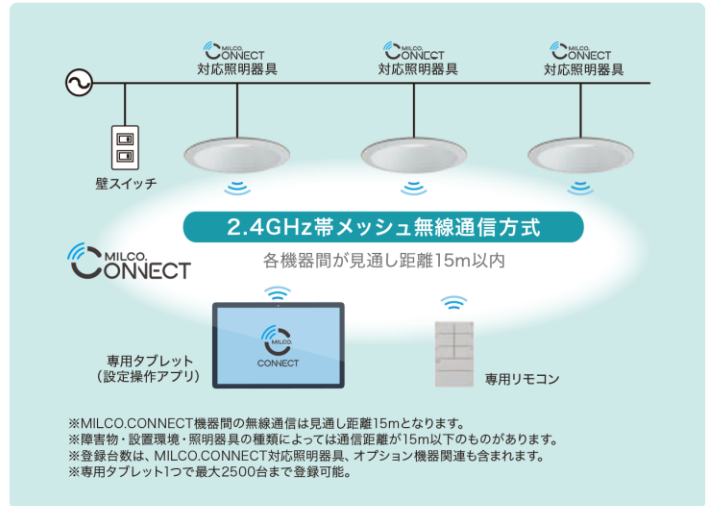 MILCO.CONNECT MILCO.CONNECT MILCO.CONNECT
対応照明器具 対応照明器具 対応照明器具
壁スイッチ
2.4GHz帯メッシュ無線通信方式
各機器間が見通し距離15m以内
MILCO.
CONNECT
MILCO.
CONNECT
専用タブレット
(設定操作アプリ)
専用リモコン
※MILCO.CONNECT機器間の無線通信は見通し距離15mとなります。
※障害物・設置環境・照明器具の種類によっては通信距離が15m以下のものがあります。
※登録台数は、MILCO.CONNECT対応照明器具、オプション機器関連も含まれます。
※専用タブレット1つで最大2500台まで登録可能。